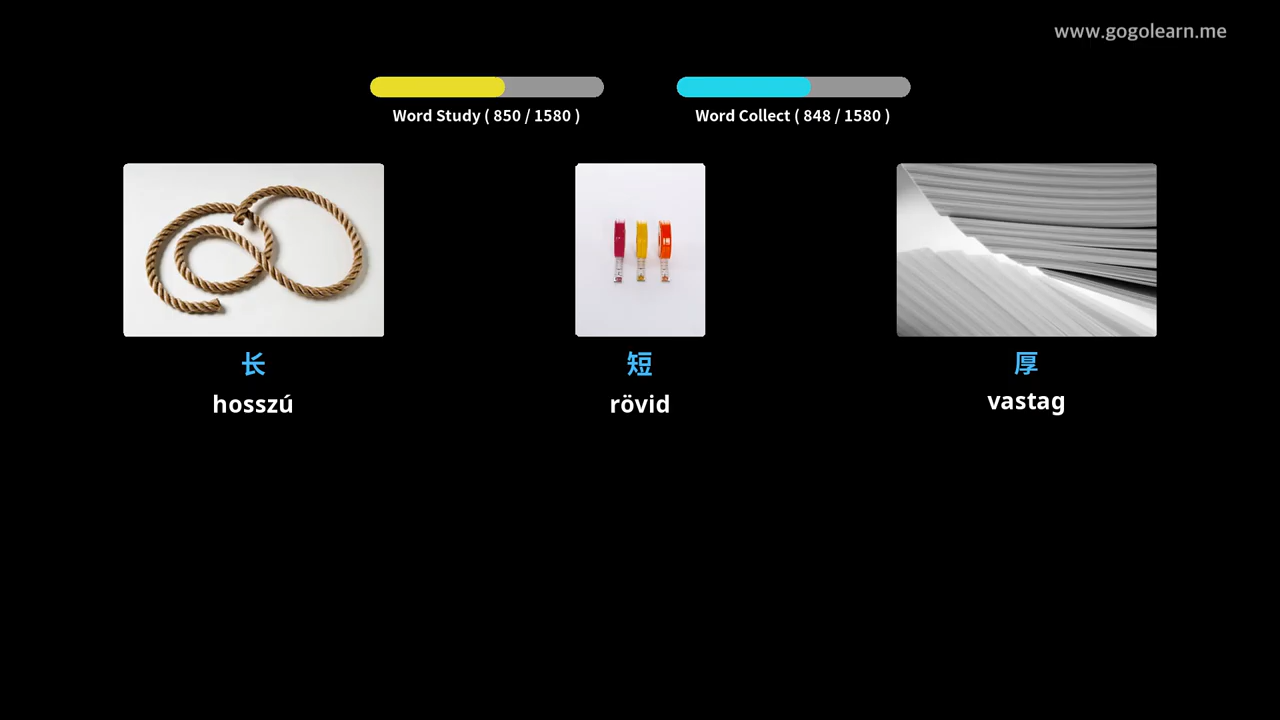 www.gogolearn.me
Word Study ( 850 / 1580 )
Word Collect ( 848 / 1580 )
长
hosszú
短
rövid
厚
vastag